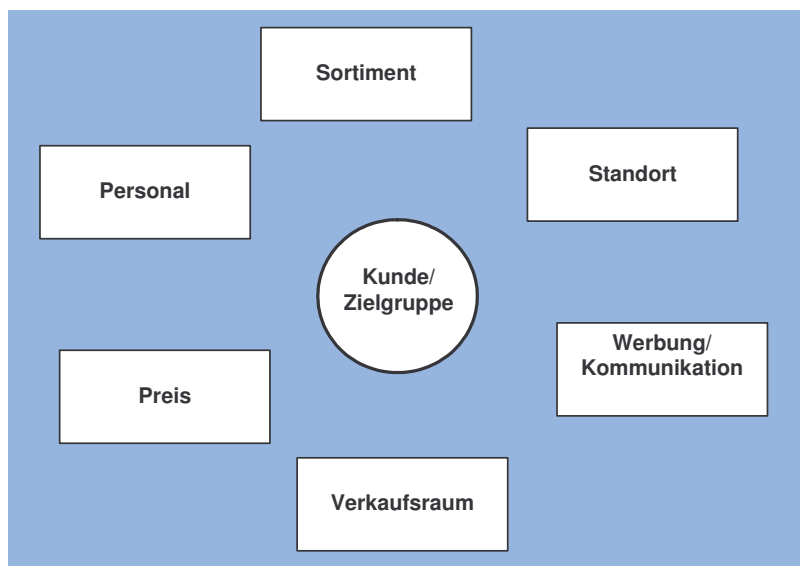 Sortiment
Standort
Personal
Kunde/
Zielgruppe
Werbung/
Kommunikation
Preis
Verkaufsraum